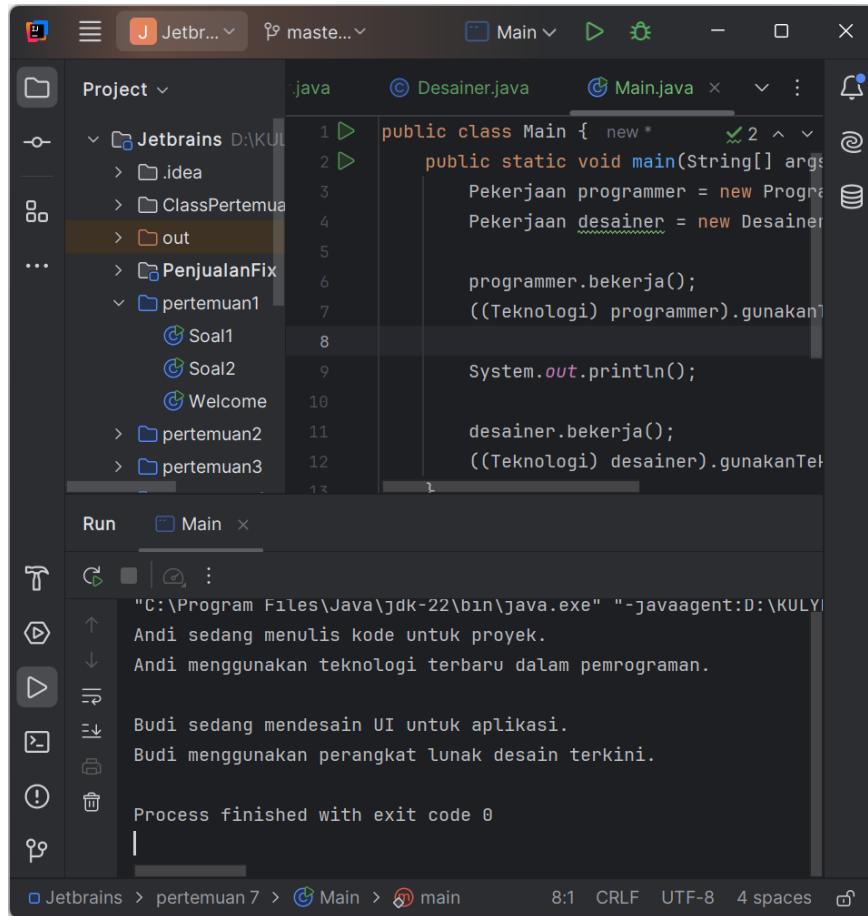 J Jetbr... maste... Main
Project
.java Desainer.java Main.java
Jetbrains D:\KUL
.idea
ClassPertemua
out
PenjualanFix
pertemuan1
Soal1
Soal2
Welcome
pertemuan2
pertemuan3
1 public class Main { new * 2
2 public static void main(String[] args
3 Pekerjaan programmer = new Progra
4 Pekerjaan desainer = new Desainer
5
6 programmer.bekerja();
7 ((Teknologi) programmer).gunakanT
8
9 System.out.println();
10
11 desainer.bekerja();
12 ((Teknologi) desainer).gunakanTek
13 }
Run Main
"C:\Program Files\Java\jdk-22\bin\java.exe" "-javaagent:D:\KULY
Andi sedang menulis kode untuk proyek.
Andi menggunakan teknologi terbaru dalam pemrograman.
Budi sedang mendesain UI untuk aplikasi.
Budi menggunakan perangkat lunak desain terkini.
Process finished with exit code 0
Jetbrains > pertemuan 7 > Main > main 8:1 CRLF UTF-8 4 spaces